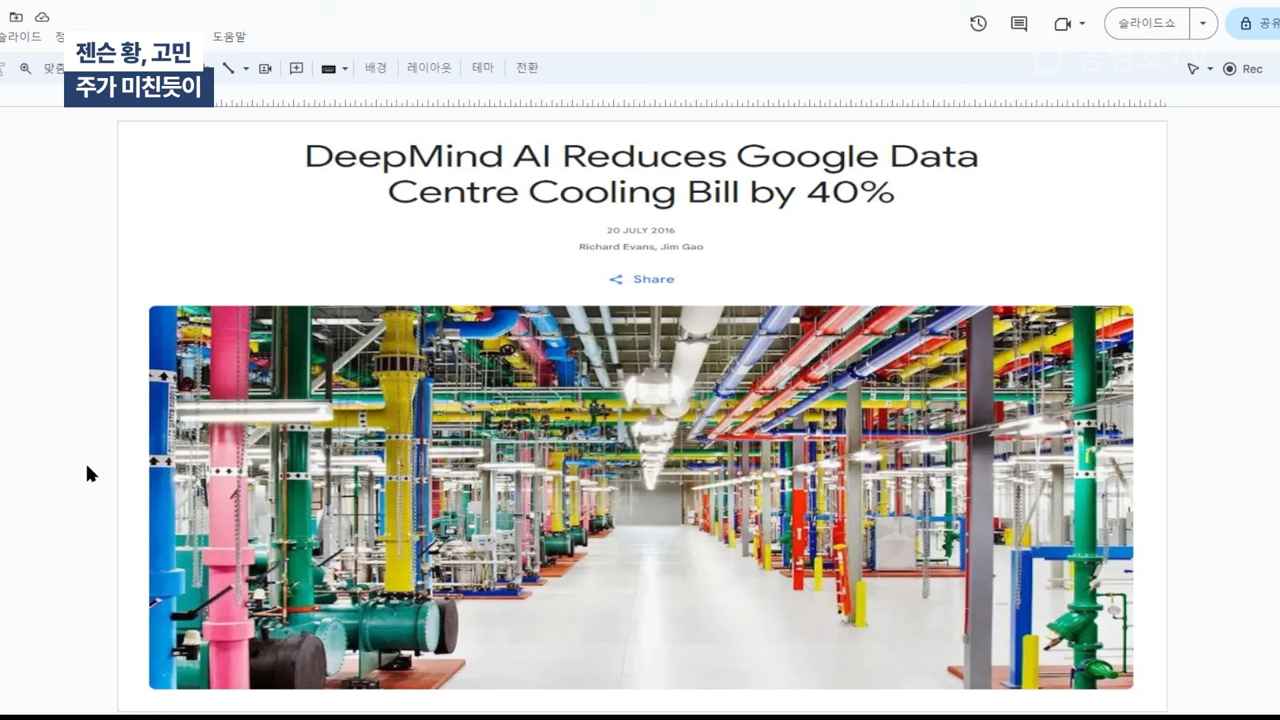 젠슨 황, 고민
주가 미친듯이
슬라이드
도움말
슬라이드쇼
배경
레이아웃
테마
전환
Rec
DeepMind AI Reduces Google Data
Centre Cooling Bill by 40%
20 JULY 2016
Richard Evans, Jim Gao
Share